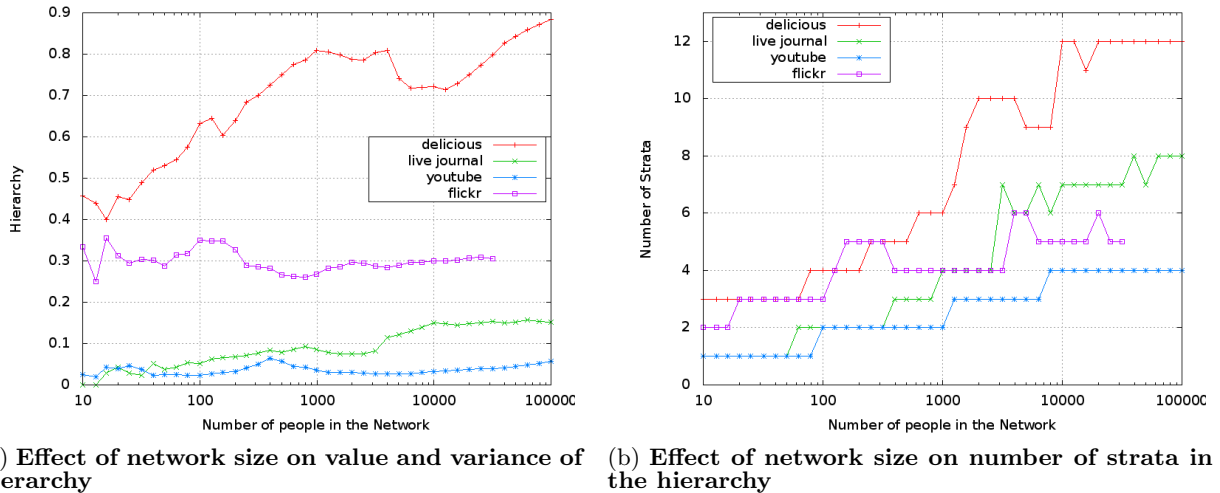 0.9
0.8
0.7
0.6
0.5
0.4
0.3
0.2
0.1
0
Hierarchy
delicious
live journal
youtube
flickr
10 100 1000 10000 100000
Number of people in the Network
) Effect of network size on value and variance of
erarchy
12
10
8
6
4
2
0
Number of Strata
delicious
live journal
youtube
flickr
10 100 1000 10000 100000
Number of people in the Network
(b) Effect of network size on number of strata in
the hierarchy